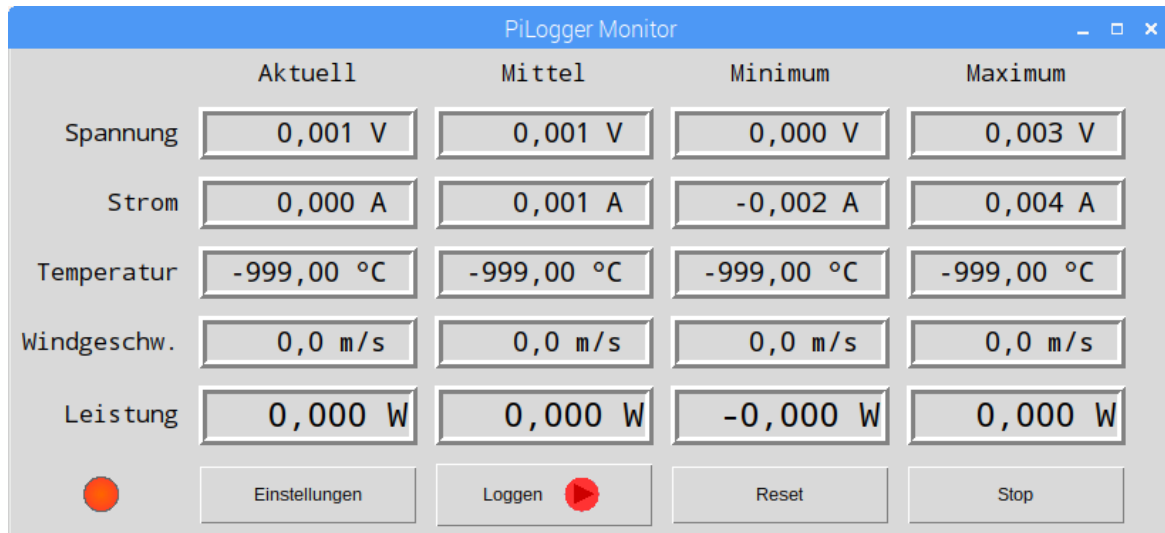 PiLogger Monitor
Aktuell Mittel Minimum Maximum
Spannung 0,001 V 0,001 V 0,000 V 0,003 V
Strom 0,000 A 0,001 A -0,002 A 0,004 A
Temperatur -999,00 °C -999,00 °C -999,00 °C -999,00 °C
Windgeschw. 0,0 m/s 0,0 m/s 0,0 m/s 0,0 m/s
Leistung 0,000 W 0,000 W -0,000 W 0,000 W
Einstellungen Loggen Reset Stop